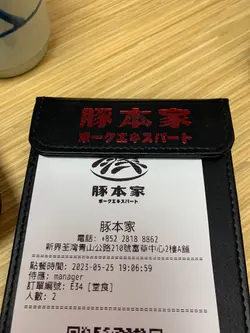 豚本家
ポークエキスパート
豚本家
ポークエキスパート
豚本家
電話: +852 2818 8862
新界荃灣青山公路210號富華中心2樓A舖
點餐時間: 2023-05-25 19:06:59
侍應: manager
訂單編號: E34 [堂食]
人數: 2